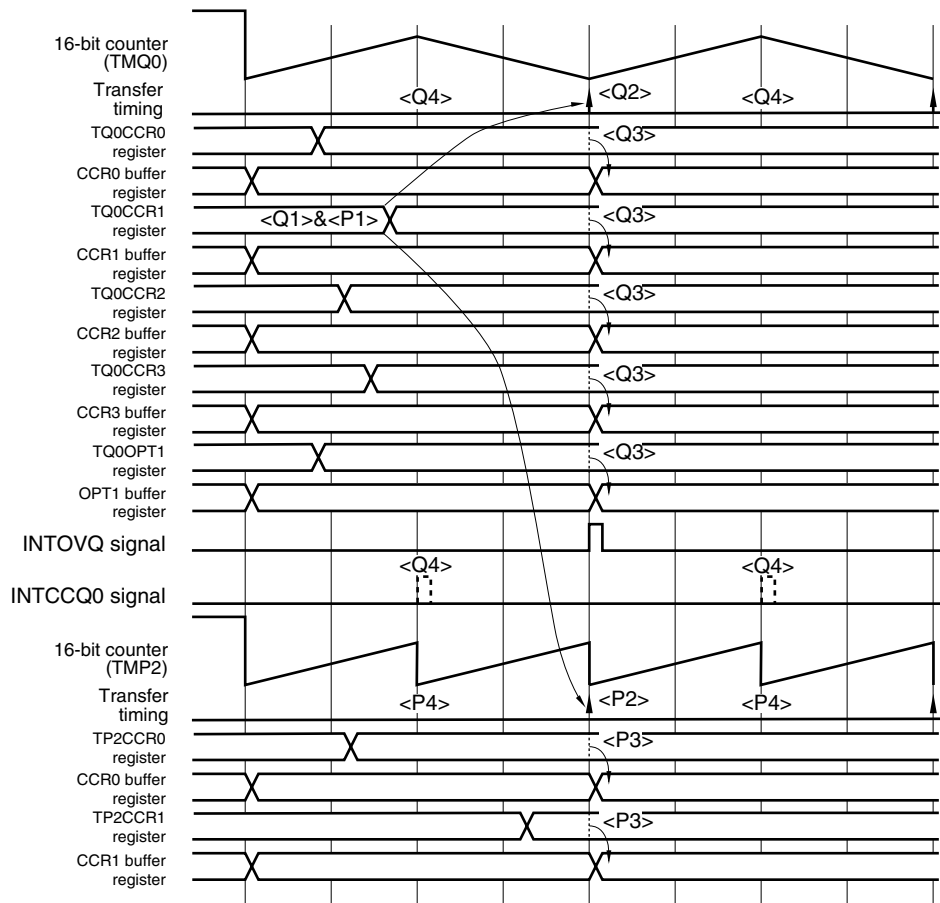 16-bit counter
(TMQ0)
Transfer
timing
<Q4>
<Q2>
<Q4>
TQ0CCR0
register
<Q3>
CCR0 buffer
register
TQ0CCR1
register
<Q1>&<P1>
<Q3>
CCR1 buffer
register
TQ0CCR2
register
<Q3>
CCR2 buffer
register
TQ0CCR3
register
<Q3>
CCR3 buffer
register
TQ0OPT1
register
<Q3>
OPT1 buffer
register
INTOVQ signal
<Q4>
<Q4>
INTCCQ0 signal
16-bit counter
(TMP2)
Transfer
timing
<P4>
<P2>
<P4>
TP2CCR0
register
<P3>
CCR0 buffer
register
TP2CCR1
register
<P3>
CCR1 buffer
register